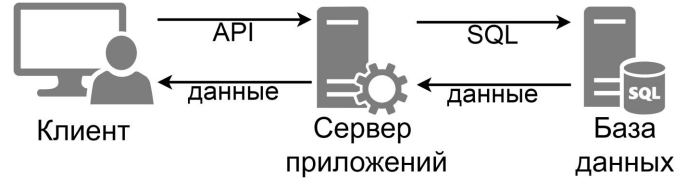 API
SQL
данные
данные
SQL
Клиент
Сервер
приложений
База
данных